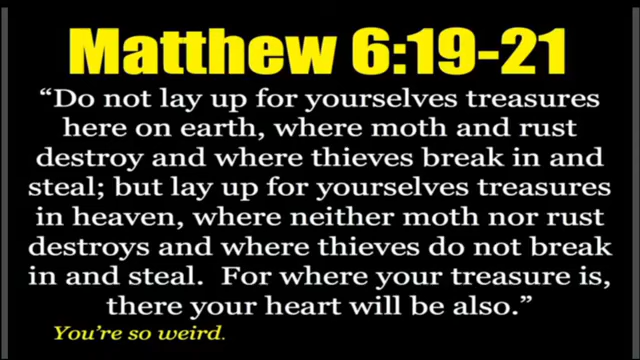 Matthew 6:19-21
“Do not lay up for yourselves treasures
here on earth, where moth and rust
destroy and where thieves break in and
steal; but lay up for yourselves treasures
in heaven, where neither moth nor rust
destroys and where thieves do not break
in and steal.  For where your treasure is,
there your heart will be also.”
You’re so weird.